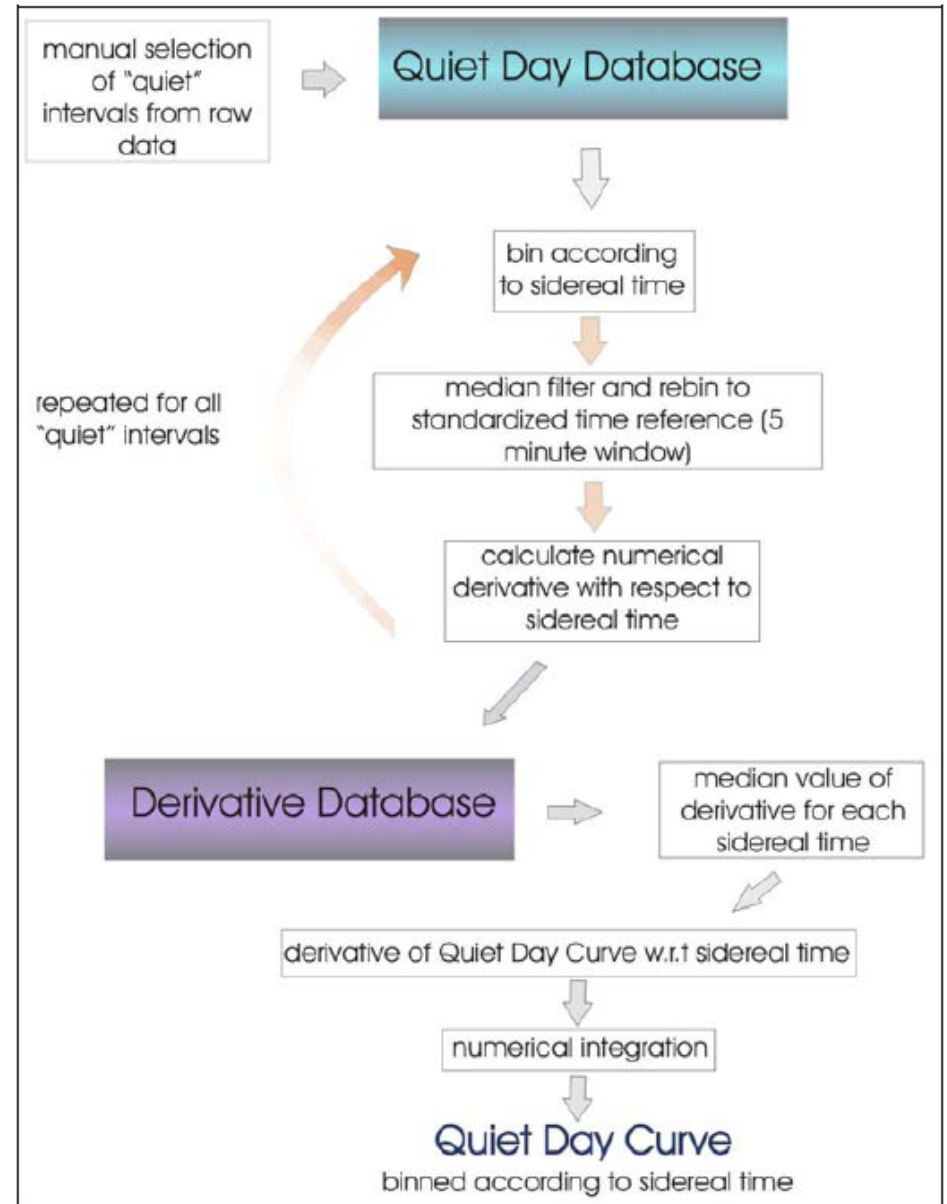 manual selection
of "quiet"
intervals from raw
data
Quiet Day Database
bin according
to sidereal time
median filter and rebin to
standardized time reference (5
minute window)
repeated for all
"quiet" intervals
calculate numerical
derivative with respect to
sidereal time
Derivative Database
median value of
derivative for each
sidereal time
derivative of Quiet Day Curve w.r.t sidereal time
numerical integration
Quiet Day Curve
binned according to sidereal time